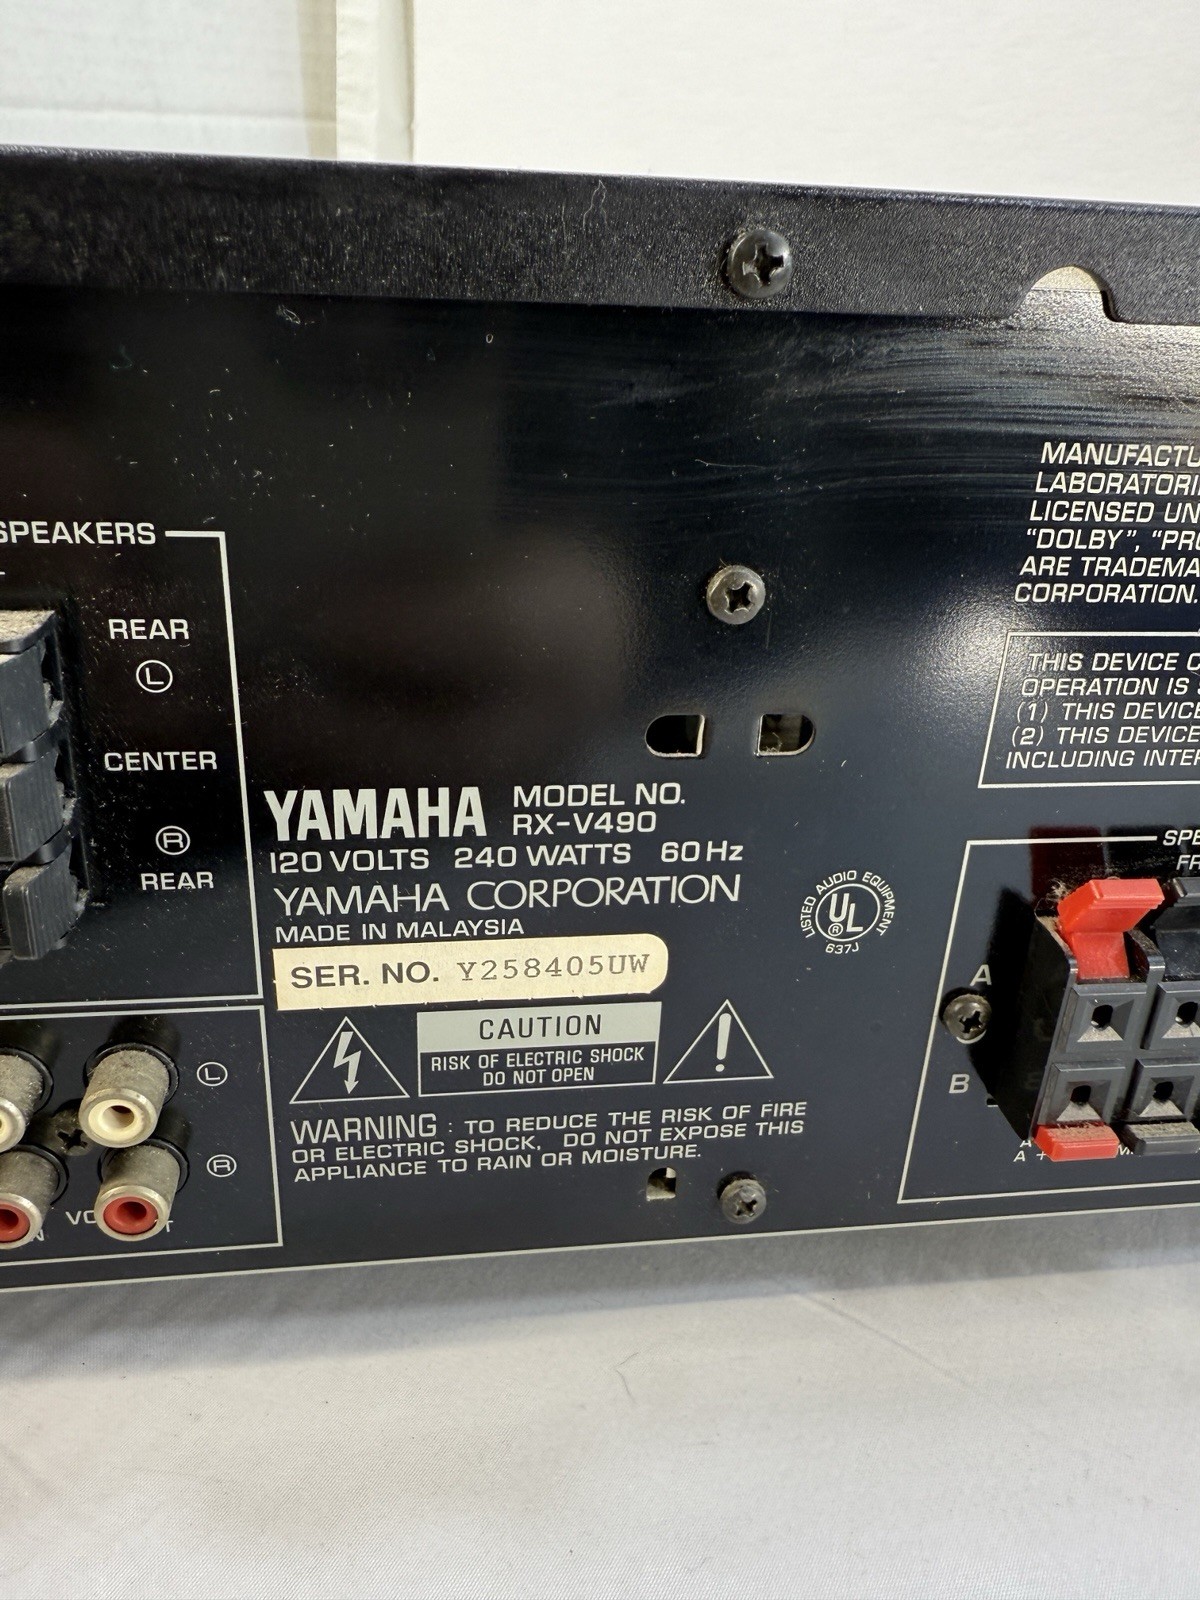 SPEAKERS
REAR
L
CENTER
R
REAR
YAMAHA MODEL NO.
RX-V490
120 VOLTS 240 WATTS 60 Hz
YAMAHA CORPORATION
MADE IN MALAYSIA
SER. NO. Y258405UW
CAUTION
RISK OF ELECTRIC SHOCK
DO NOT OPEN
WARNING : TO REDUCE THE RISK OF FIRE
OR ELECTRIC SHOCK, DO NOT EXPOSE THIS
APPLIANCE TO RAIN OR MOISTURE.
L
R
LISTED AUDIO EQUIPMENT
UL
®
637J
MANUFACTU
LABORATORI
LICENSED UN
"DOLBY", "PRO
ARE TRADEMA
CORPORATION.
THIS DEVICE C
OPERATION IS
(1) THIS DEVICE
(2) THIS DEVICE
INCLUDING INTER
SPE
FR
A
B
A +